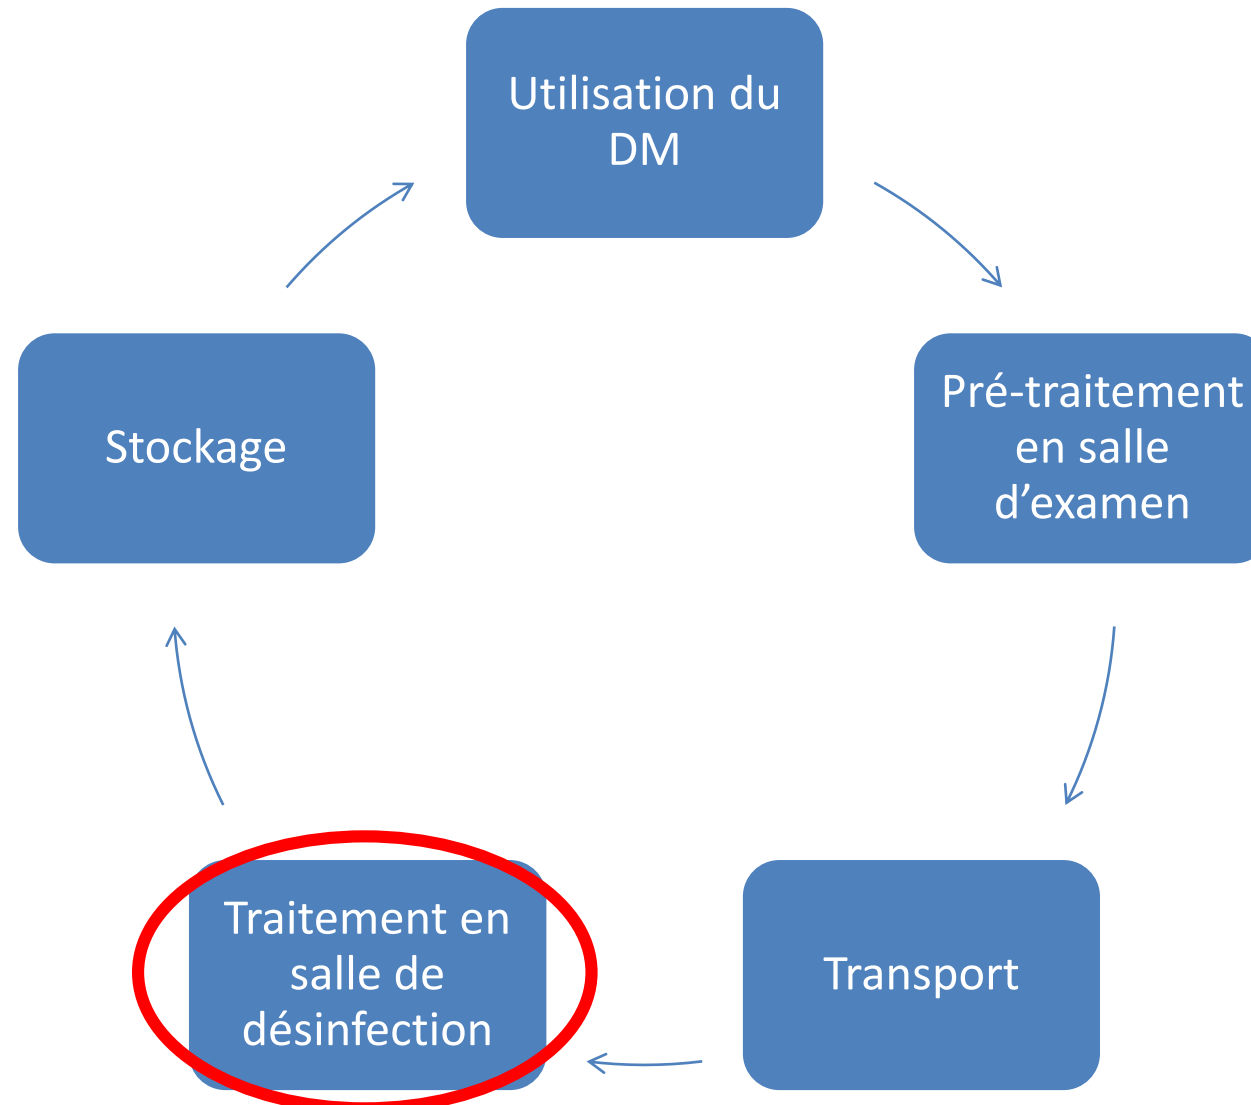 Utilisation du
DM
Pré-traitement
en salle
d’examen
Transport
Traitement en
salle de
désinfection
Stockage